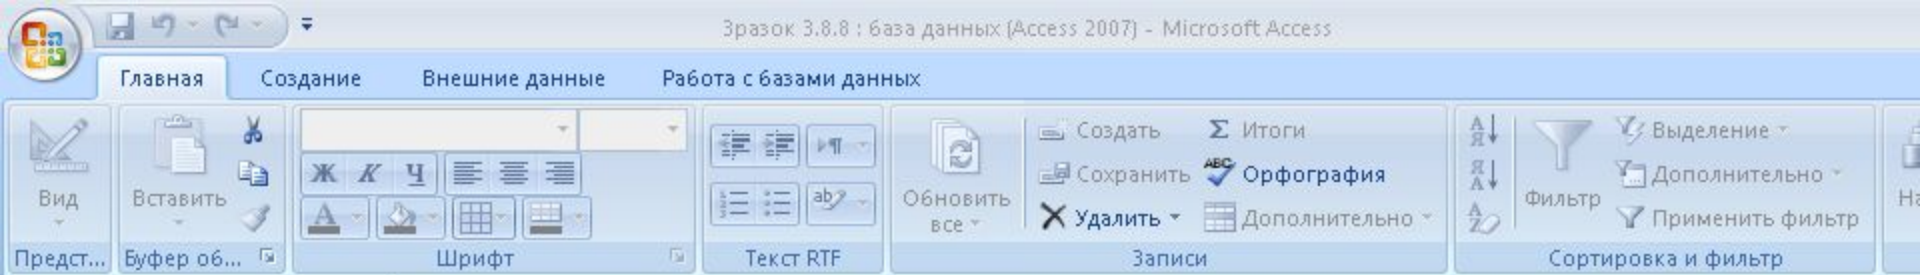 Зразок 3.8.8 : база данных (Access 2007) - Microsoft Access
Главная Создание Внешние данные Работа с базами данных
Вид
Предст...
Вставить
Буфер об...
Ж К Ч
А
Шрифт
ab
Текст RTF
Обновить
все
Создать
Сохранить
Удалить
Σ Итоги
ABC Орфография
Дополнительно
Записи
А
Я
Я
А
Фильтр
Выделение
Дополнительно
Применить фильтр
Сортировка и фильтр